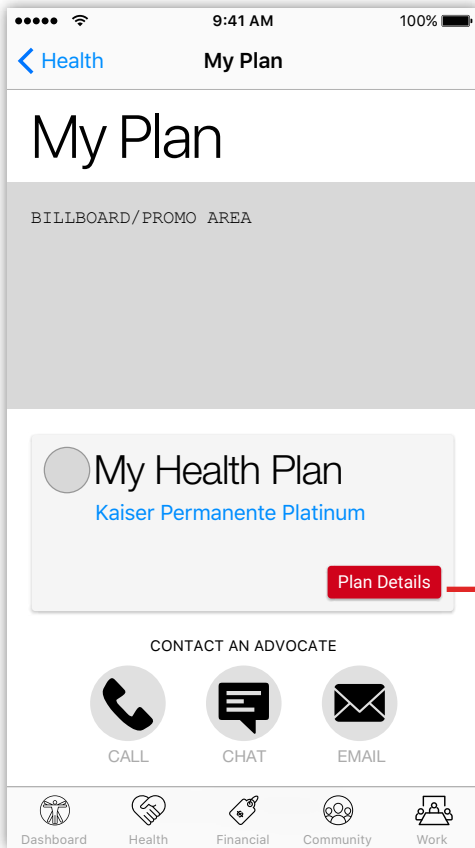 9:41 AM 100%
Health My Plan
My Plan
BILLBOARD/PROMO AREA
My Health Plan
Kaiser Permanente Platinum
Plan Details
CONTACT AN ADVOCATE
CALL CHAT EMAIL
Dashboard Health Financial Community Work